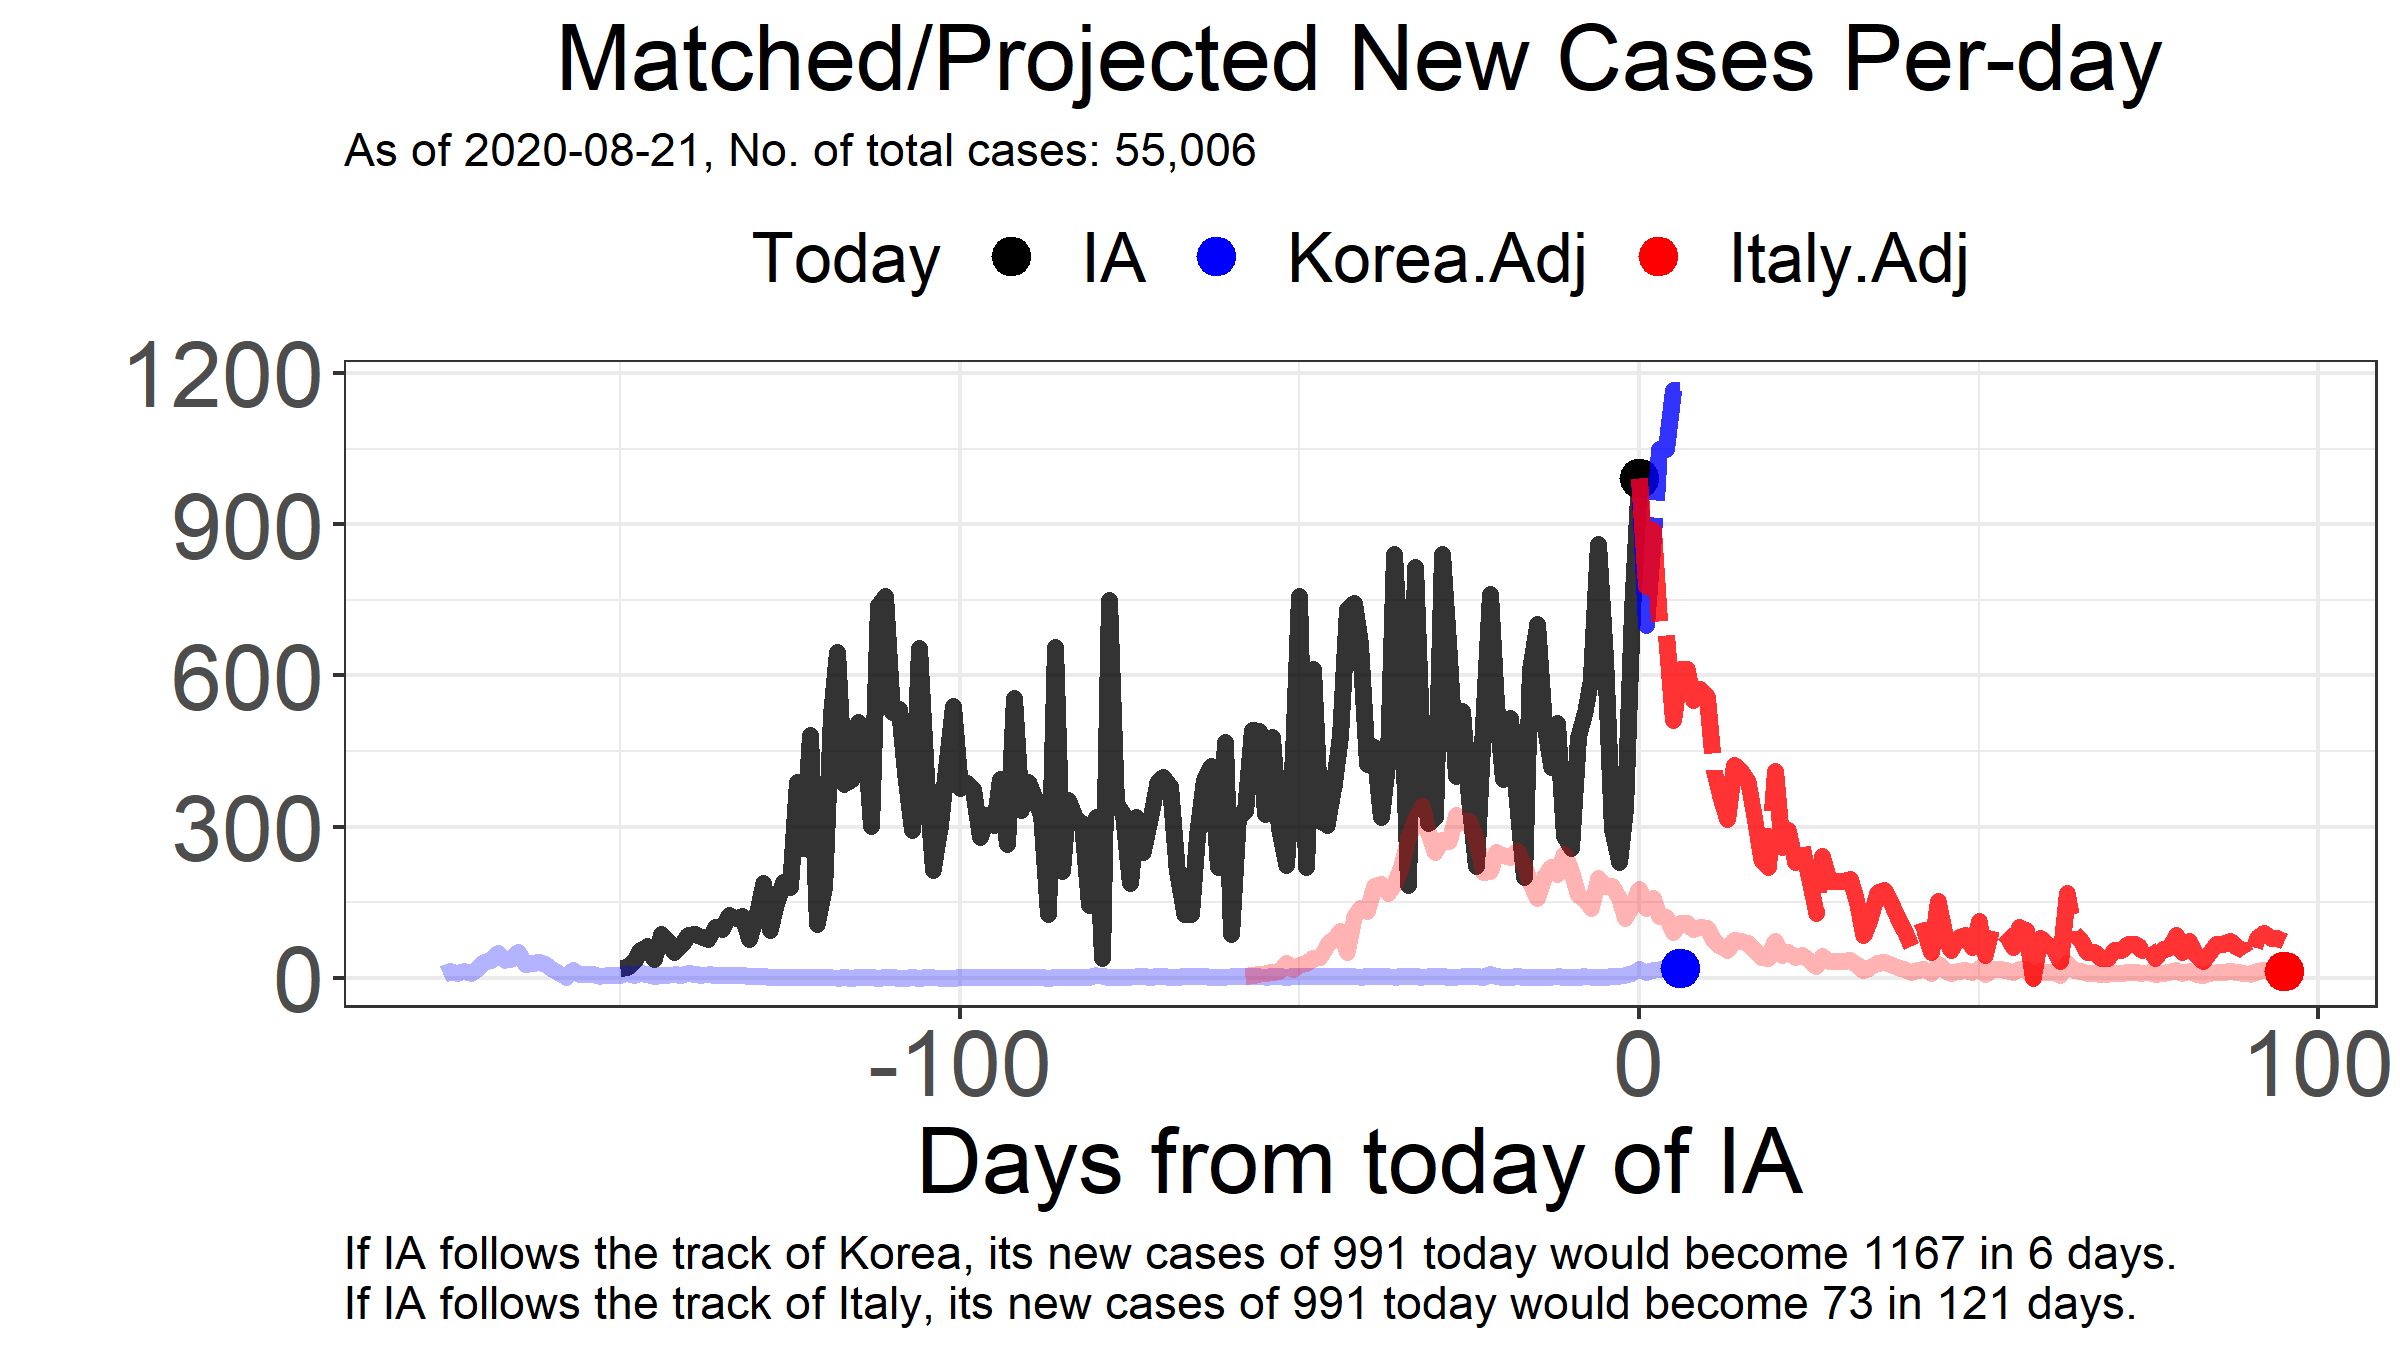 Matched/Projected New Cases Per-day
As of 2020-08-21, No. of total cases: 55,006
Today IA Korea.Adj Italy.Adj
1200
900
600
300
0
-100 0 100
Days from today of IA
If IA follows the track of Korea, its new cases of 991 today would become 1167 in 6 days.
If IA follows the track of Italy, its new cases of 991 today would become 73 in 121 days.